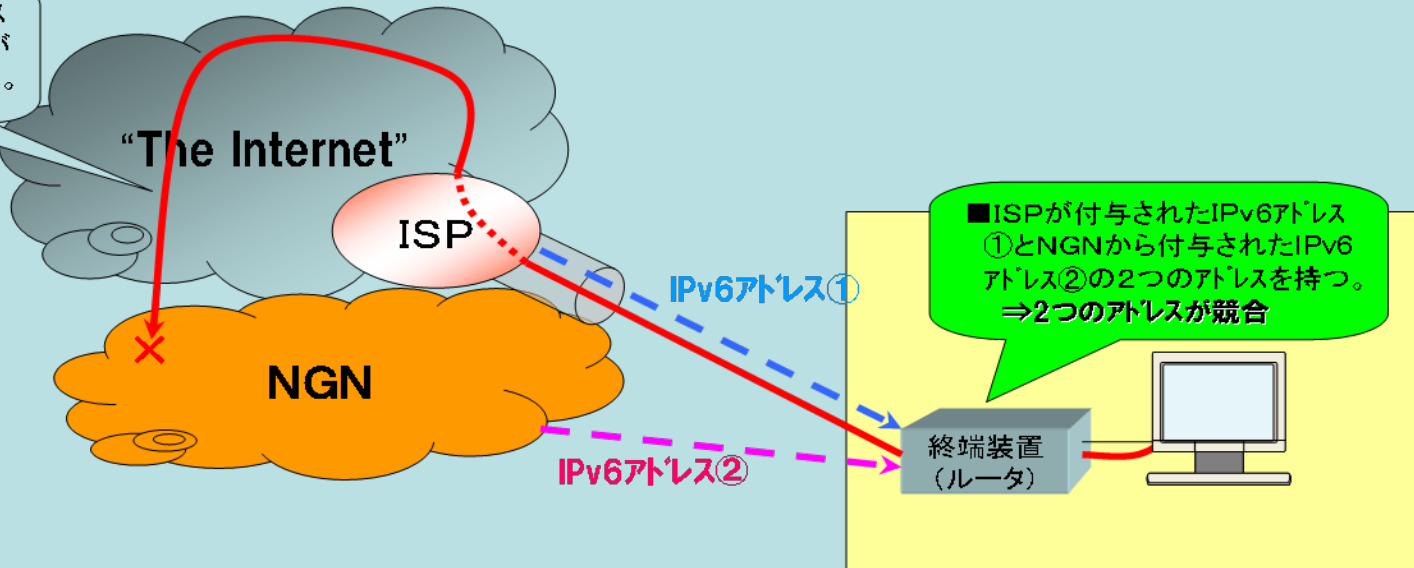 ス
が
。
“The Internet”
ISP
■ISPが付与されたIPv6ｱﾄﾞﾚｽ
①とNGNから付与されたIPv6
ｱﾄﾞﾚｽ②の2つのｱﾄﾞﾚｽを持つ。
⇒2つのｱﾄﾞﾚｽが競合
IPv6ｱﾄﾞﾚｽ①
NGN
終端装置
(ルータ)
IPv6ｱﾄﾞﾚｽ②